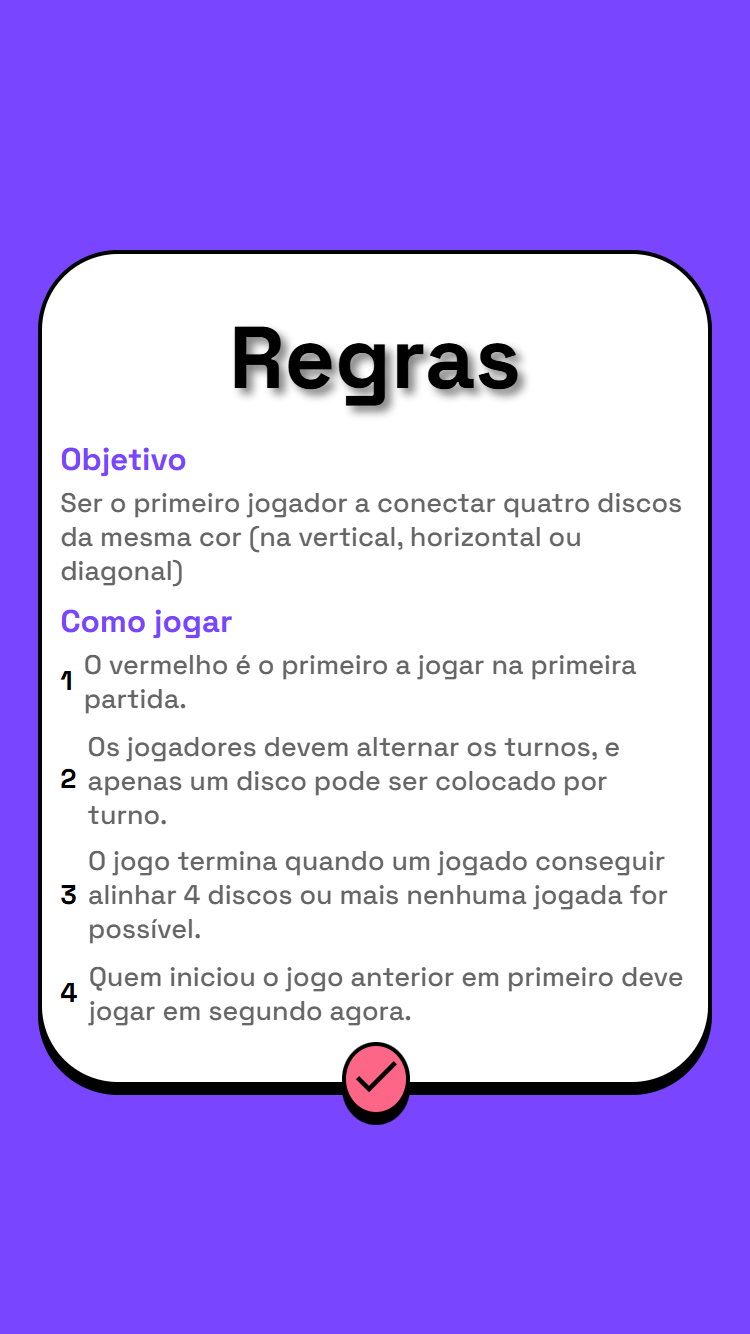 Regras
Objetivo
Ser o primeiro jogador a conectar quatro discos
da mesma cor (na vertical, horizontal ou
diagonal)
Como jogar
1 O vermelho é o primeiro a jogar na primeira
partida.
2 Os jogadores devem alternar os turnos, e
apenas um disco pode ser colocado por
turno.
3 O jogo termina quando um jogado conseguir
alinhar 4 discos ou mais nenhuma jogada for
possível.
4 Quem iniciou o jogo anterior em primeiro deve
jogar em segundo agora.